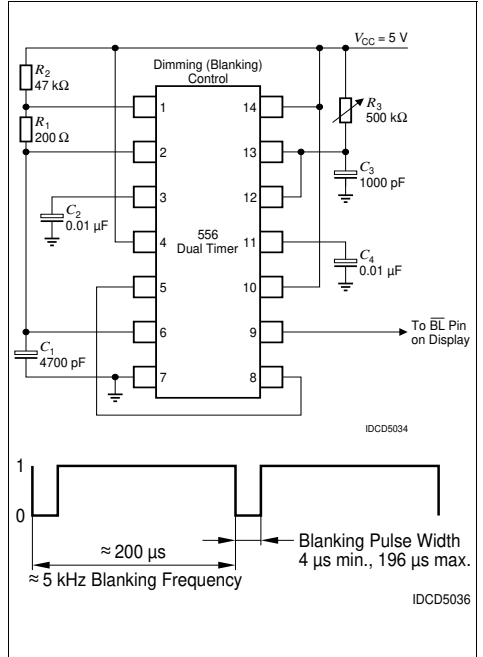 V_CC = 5 V
Dimming (Blanking)
Control
R_2
47 kΩ
R_1
200 Ω
R_3
500 kΩ
C_3
1000 pF
C_2
0.01 µF
C_4
0.01 µF
C_1
4700 pF
1
2
3
4
5
6
7
14
13
12
11
10
9
8
556
Dual Timer
To B̅L̅ Pin
on Display
IDCD5034
1
0
≈ 200 µs
≈ 5 kHz Blanking Frequency
Blanking Pulse Width
4 µs min., 196 µs max.
IDCD5036